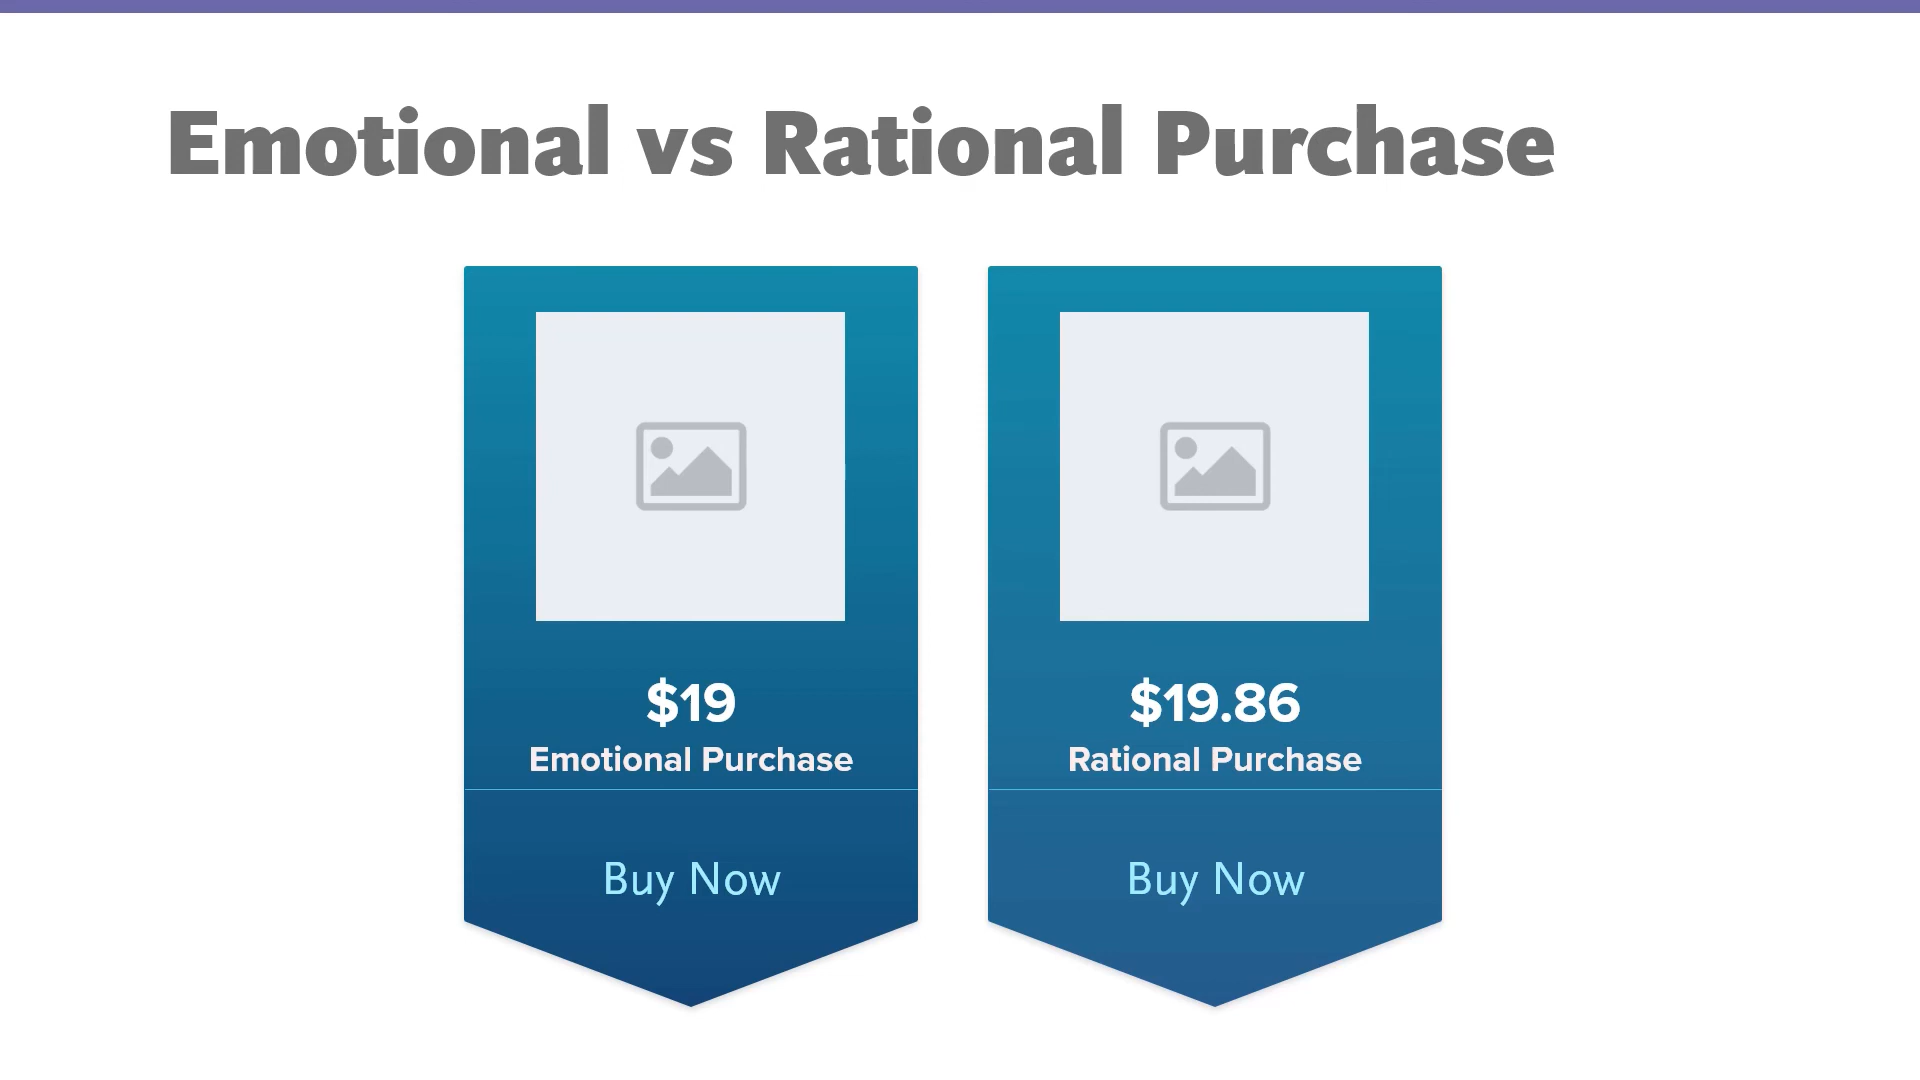 Emotional vs Rational Purchase
$19
Emotional Purchase
Buy Now
$19.86
Rational Purchase
Buy Now